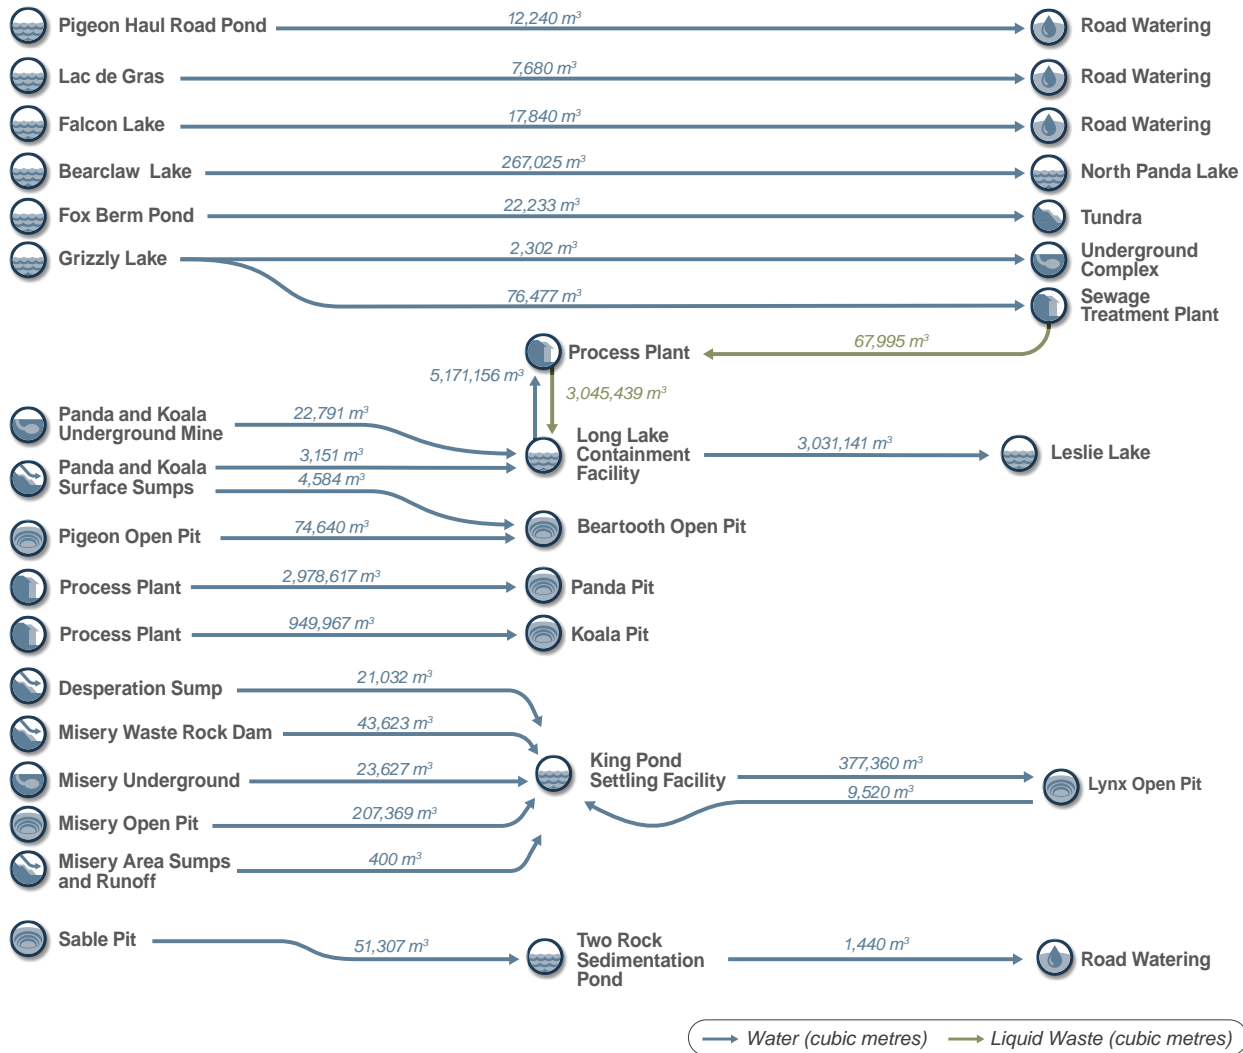 Pigeon Haul Road Pond 12,240 m³ Road Watering
Lac de Gras 7,680 m³ Road Watering
Falcon Lake 17,840 m³ Road Watering
Bearclaw Lake 267,025 m³ North Panda Lake
Fox Berm Pond 22,233 m³ Tundra
Grizzly Lake 2,302 m³ Underground
Complex
76,477 m³ Sewage
Treatment Plant
Process Plant 67,995 m³
5,171,156 m³ 3,045,439 m³
Panda and Koala
Underground Mine
22,791 m³
Long Lake
Containment
Facility
3,031,141 m³ Leslie Lake
Panda and Koala
Surface Sumps
3,151 m³
4,584 m³
Beartooth Open Pit
Pigeon Open Pit 74,640 m³
Process Plant 2,978,617 m³ Panda Pit
Process Plant 949,967 m³ Koala Pit
Desperation Sump 21,032 m³
Misery Waste Rock Dam 43,623 m³
King Pond
Settling Facility
377,360 m³
9,520 m³
Lynx Open Pit
Misery Underground 23,627 m³
Misery Open Pit 207,369 m³
Misery Area Sumps
and Runoff
400 m³
Sable Pit 51,307 m³
Two Rock
Sedimentation
Pond
1,440 m³ Road Watering
Water (cubic metres) Liquid Waste (cubic metres)